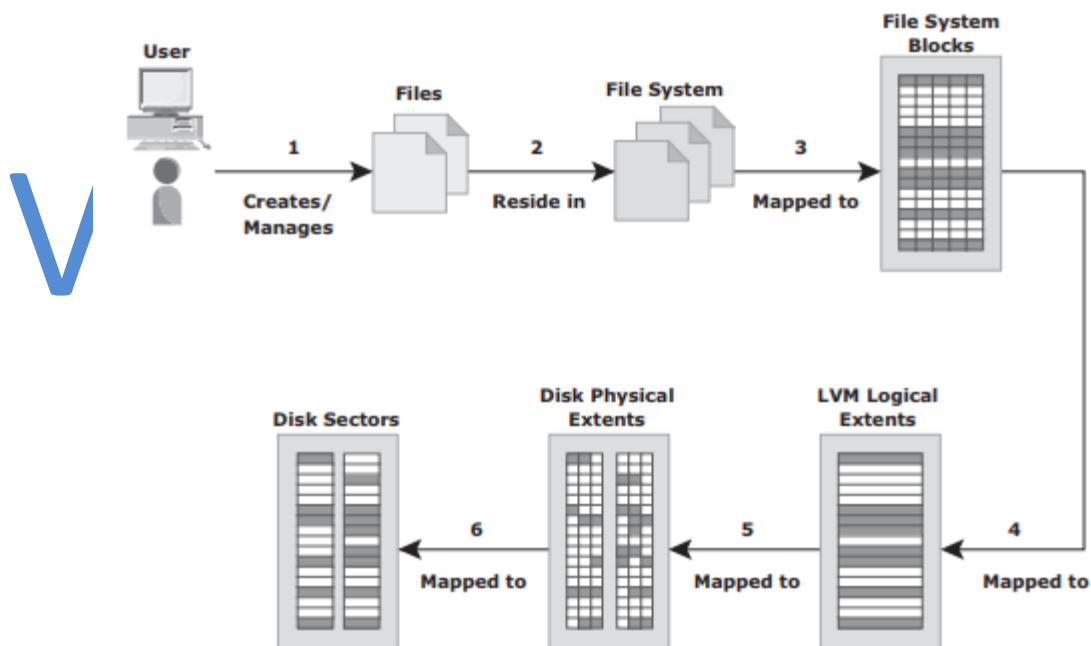 User
Files
File System
File System
Blocks
1
2
3
Creates/
Manages
Reside in
Mapped to
V
Disk Sectors
Disk Physical
Extents
LVM Logical
Extents
6
5
4
Mapped to
Mapped to
Mapped to